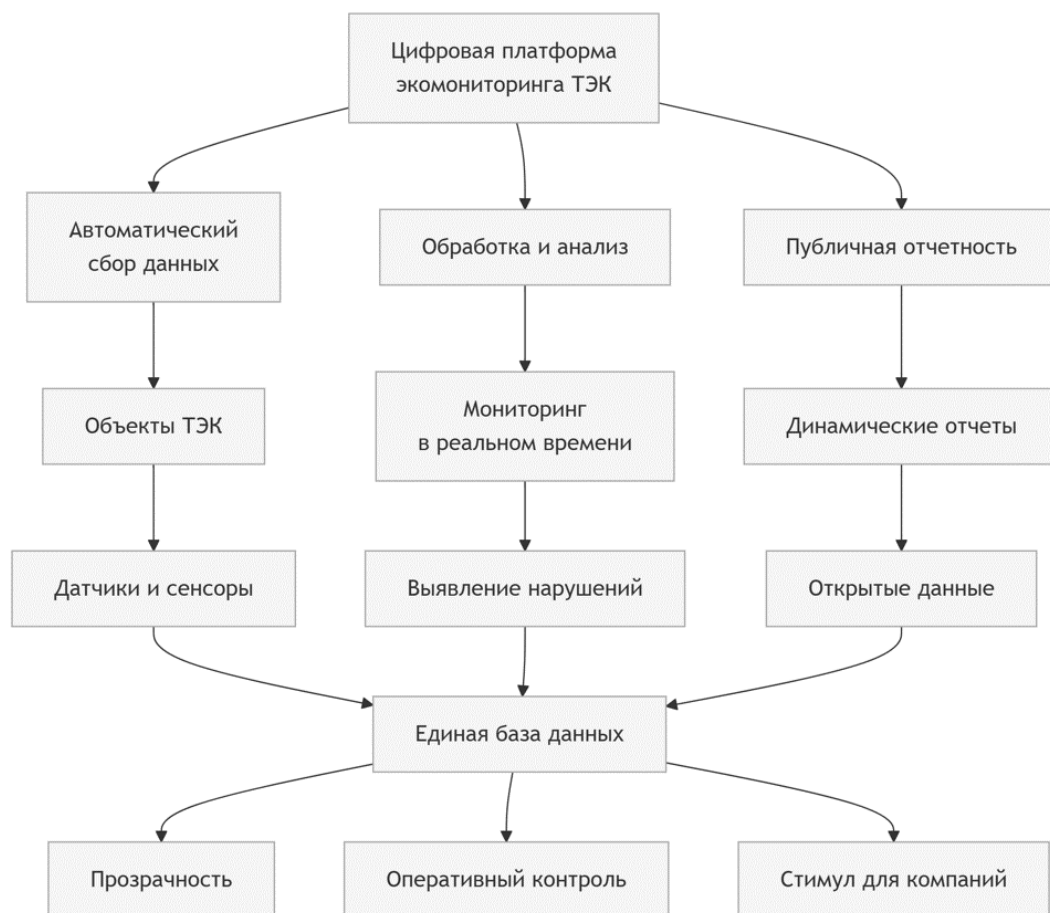 Цифровая платформа
экомониторинга ТЭК
Автоматический
сбор данных
Обработка и анализ
Публичная отчетность
Объекты ТЭК
Мониторинг
в реальном времени
Динамические отчеты
Датчики и сенсоры
Выявление нарушений
Открытые данные
Единая база данных
Прозрачность
Оперативный контроль
Стимул для компаний